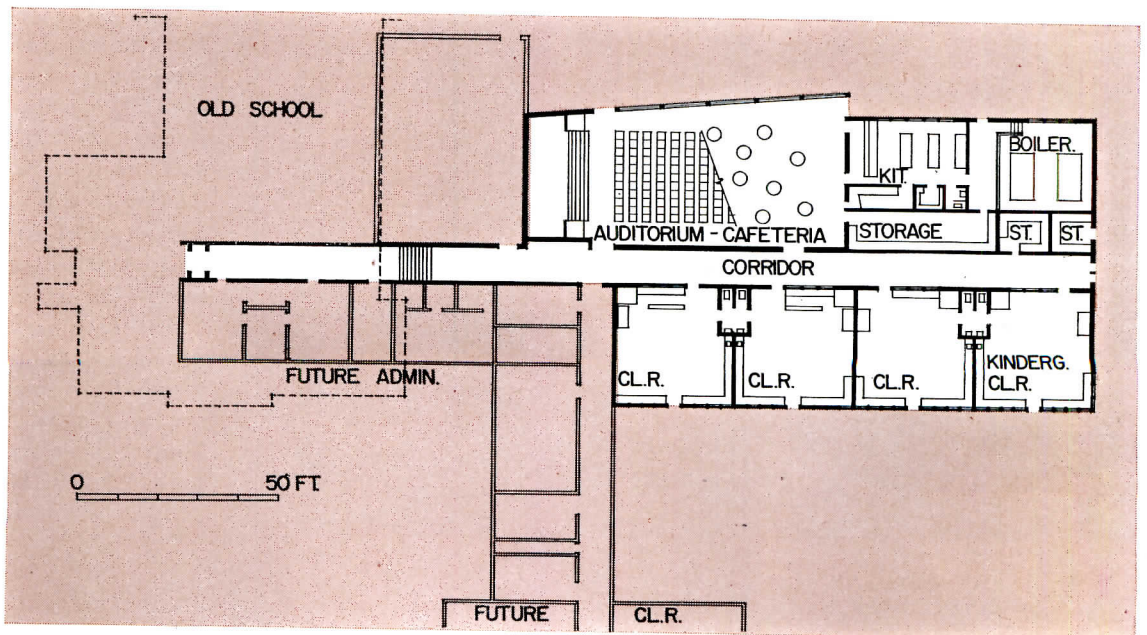 OLD SCHOOL
BOILER.
KIT.
AUDITORIUM - CAFETERIA
STORAGE
ST.
ST.
CORRIDOR
FUTURE ADMIN.
CL.R.
CL.R.
CL.R.
KINDERG.
CL.R.
0 50 FT.
FUTURE CL.R.